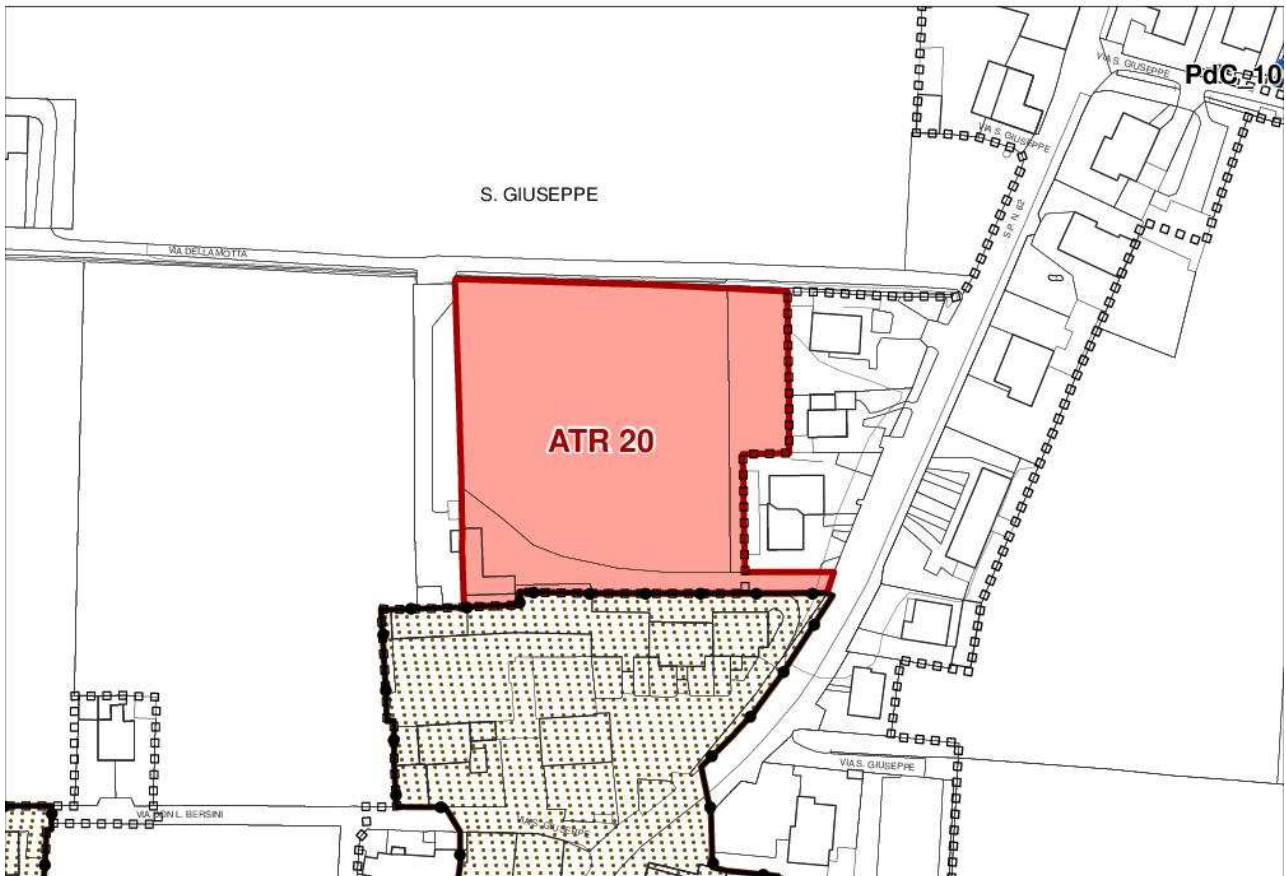 VIA S. GIUSEPPE
PdC_10
VIA S. GIUSEPPE
S. GIUSEPPE
S.P. N. 62
VIA DELLA MOTTA
ATR 20
VIA S. GIUSEPPE
VIA DON L. BERSINI
VIA S. GIUSEPPE